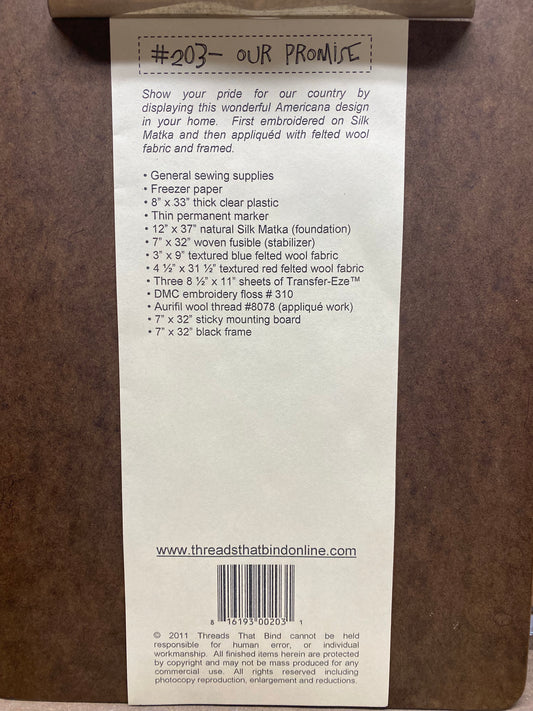 #203- OUR PROMISE
Show your pride for our country by
displaying this wonderful Americana design
in your home. First embroidered on Silk
Matka and then appliquéd with felted wool
fabric and framed.
• General sewing supplies
• Freezer paper
• 8" x 33" thick clear plastic
• Thin permanent marker
• 12" x 37" natural Silk Matka (foundation)
• 7" x 32" woven fusible (stabilizer)
• 3" x 9" textured blue felted wool fabric
• 4 ½" x 31 ½" textured red felted wool fabric
• Three 8 ½" x 11" sheets of Transfer-Eze™
• DMC embroidery floss # 310
• Aurifil wool thread #8078 (appliqué work)
• 7" x 32" sticky mounting board
• 7" x 32" black frame
www.threadsthatbindonline.com
8 16193 00203 1
© 2011 Threads That Bind cannot be held
responsible for human error, or individual
workmanship. All finished items herein are protected
by copyright and may not be mass produced for any
commercial use. All rights reserved including
photocopy reproduction, enlargement and reductions.